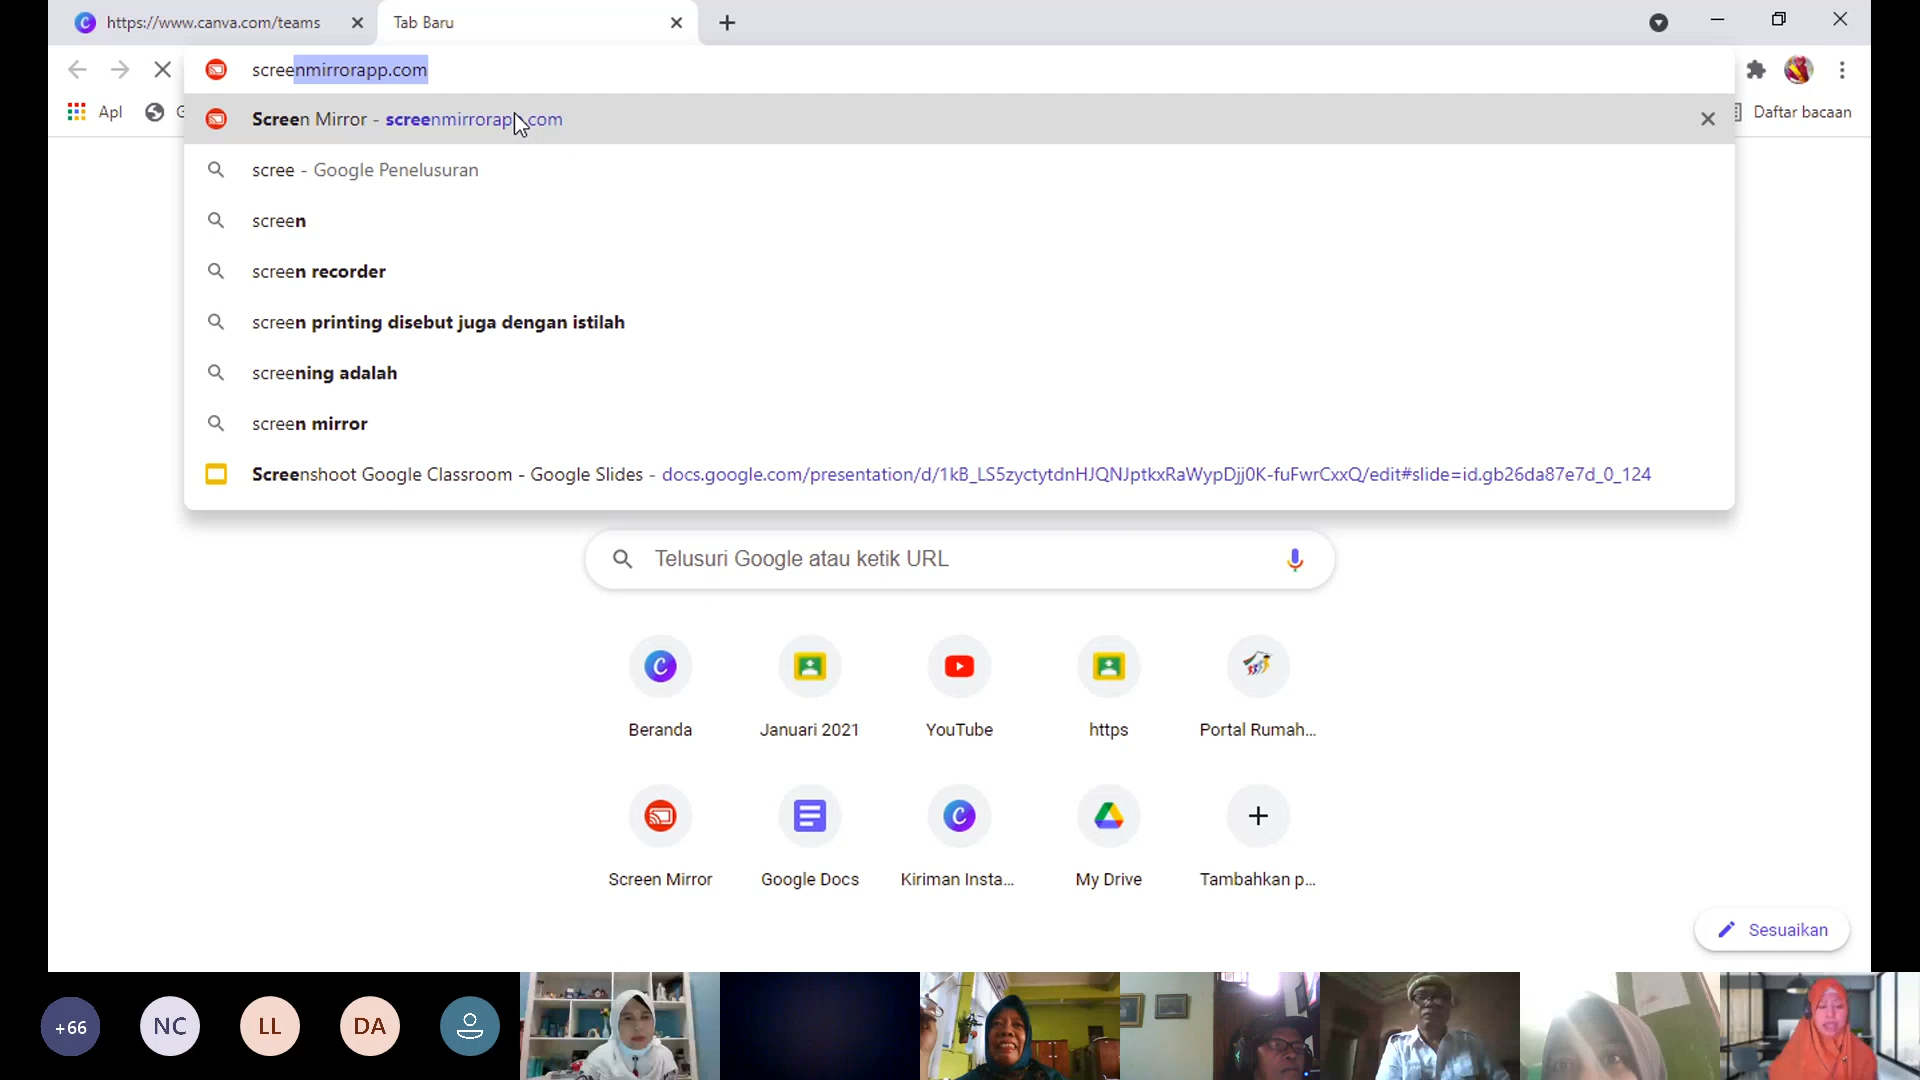 https://www.canva.com/teams
Tab Baru
screenmirrorapp.com
Apl
Daftar bacaan
Screen Mirror - screenmirrorapp.com
scree - Google Penelusuran
screen
screen recorder
screen printing disebut juga dengan istilah
screening adalah
screen mirror
Screenshoot Google Classroom - Google Slides - docs.google.com/presentation/d/1kB_LS5zyctytdnHJQNJptkxRaWypDjj0K-fuFwrCxxQ/edit#slide=id.gb26da87e7d_0_124
Telusuri Google atau ketik URL
Beranda
Januari 2021
YouTube
https
Portal Rumah...
Screen Mirror
Google Docs
Kiriman Insta...
My Drive
Tambahkan p...
Sesuaikan
+66
NC
LL
DA